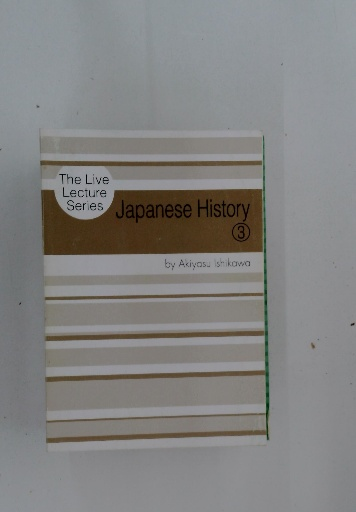 The Live
Lecture
Series
Japanese History
③
by Akiyasu Ishikawa